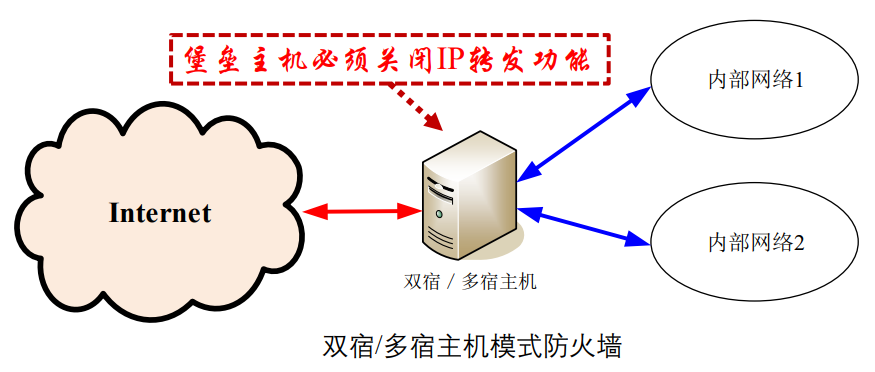 堡垒主机必须关闭IP转发功能
内部网络1
Internet
内部网络2
双宿 / 多宿主机
双宿/多宿主机模式防火墙